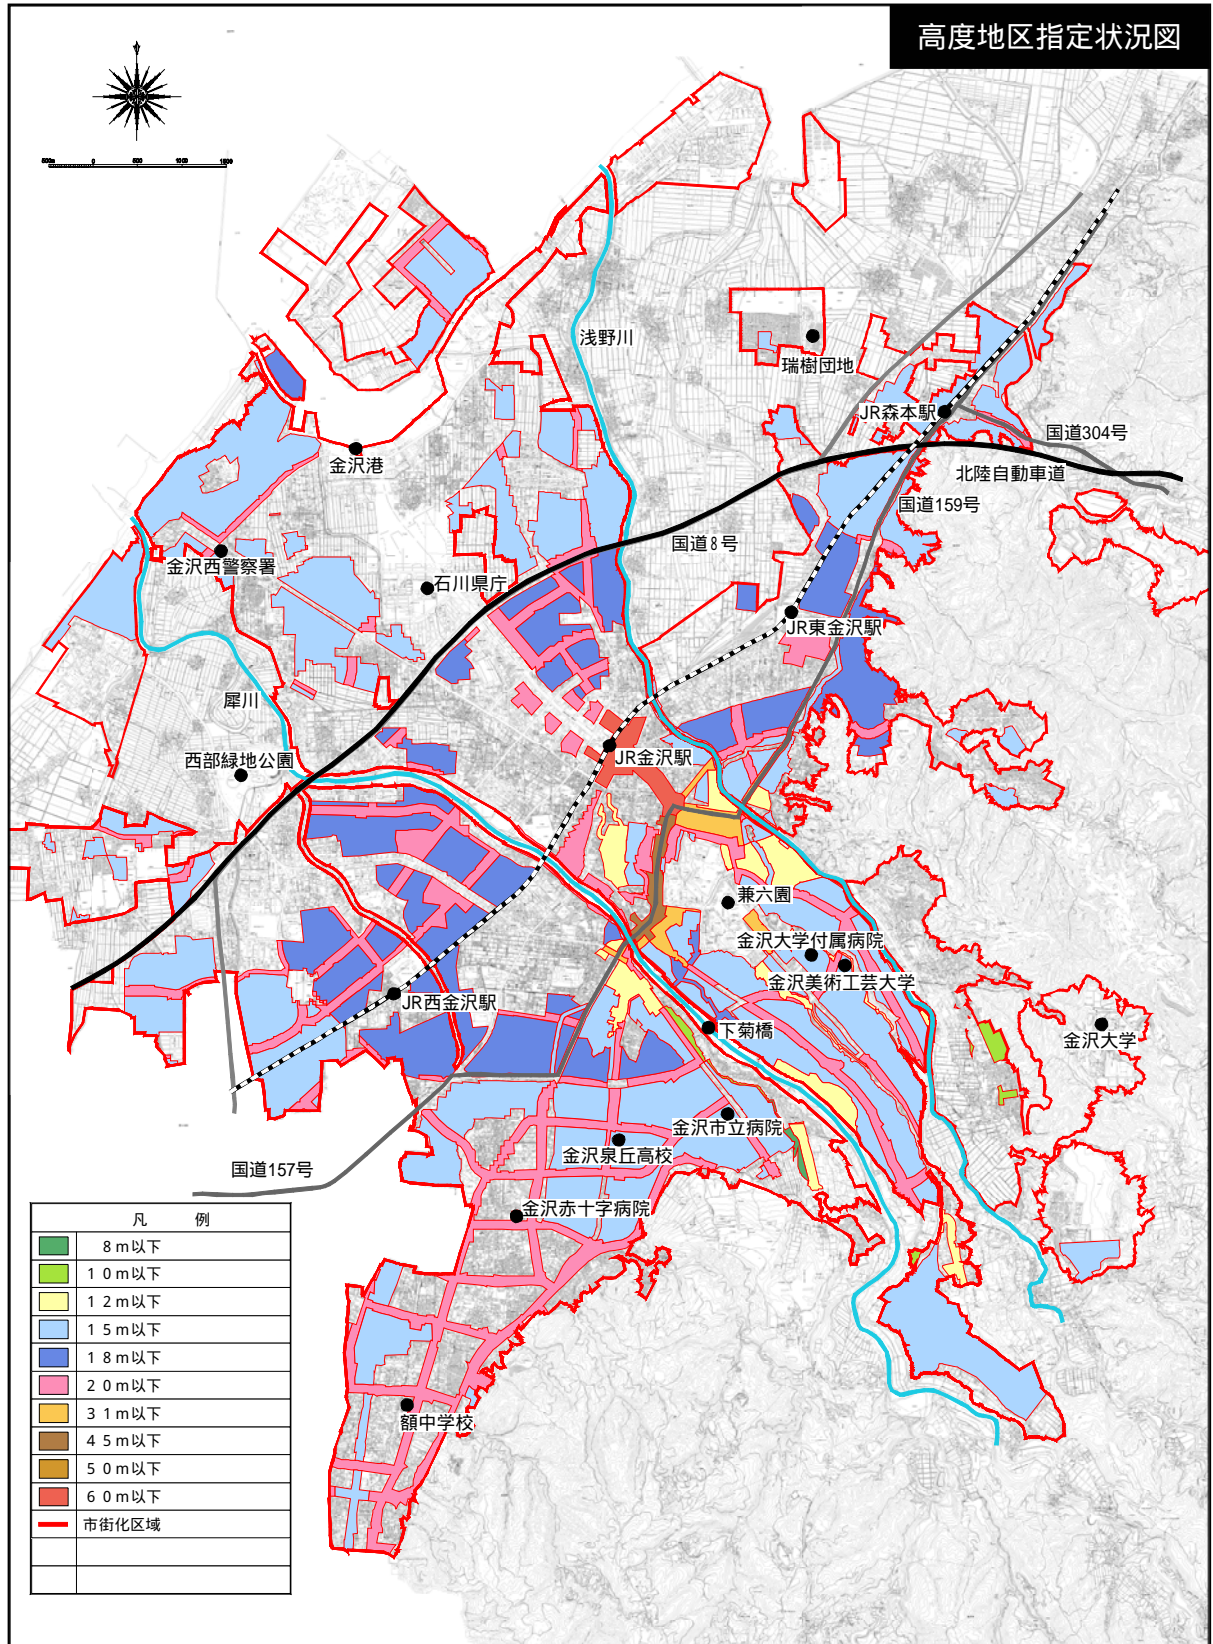 高度地区指定状況図
500m 0 500 1000 1500
浅野川
瑞樹団地
JR森本駅
国道304号
北陸自動車道
金沢港
国道159号
国道8号
金沢西警察署
石川県庁
JR東金沢駅
犀川
西部緑地公園
JR金沢駅
兼六園
金沢大学付属病院
金沢美術工芸大学
JR西金沢駅
下菊橋
金沢大学
金沢市立病院
金沢泉丘高校
国道157号
金沢赤十字病院
額中学校
凡 例
8m以下
10m以下
12m以下
15m以下
18m以下
20m以下
31m以下
45m以下
50m以下
60m以下
市街化区域